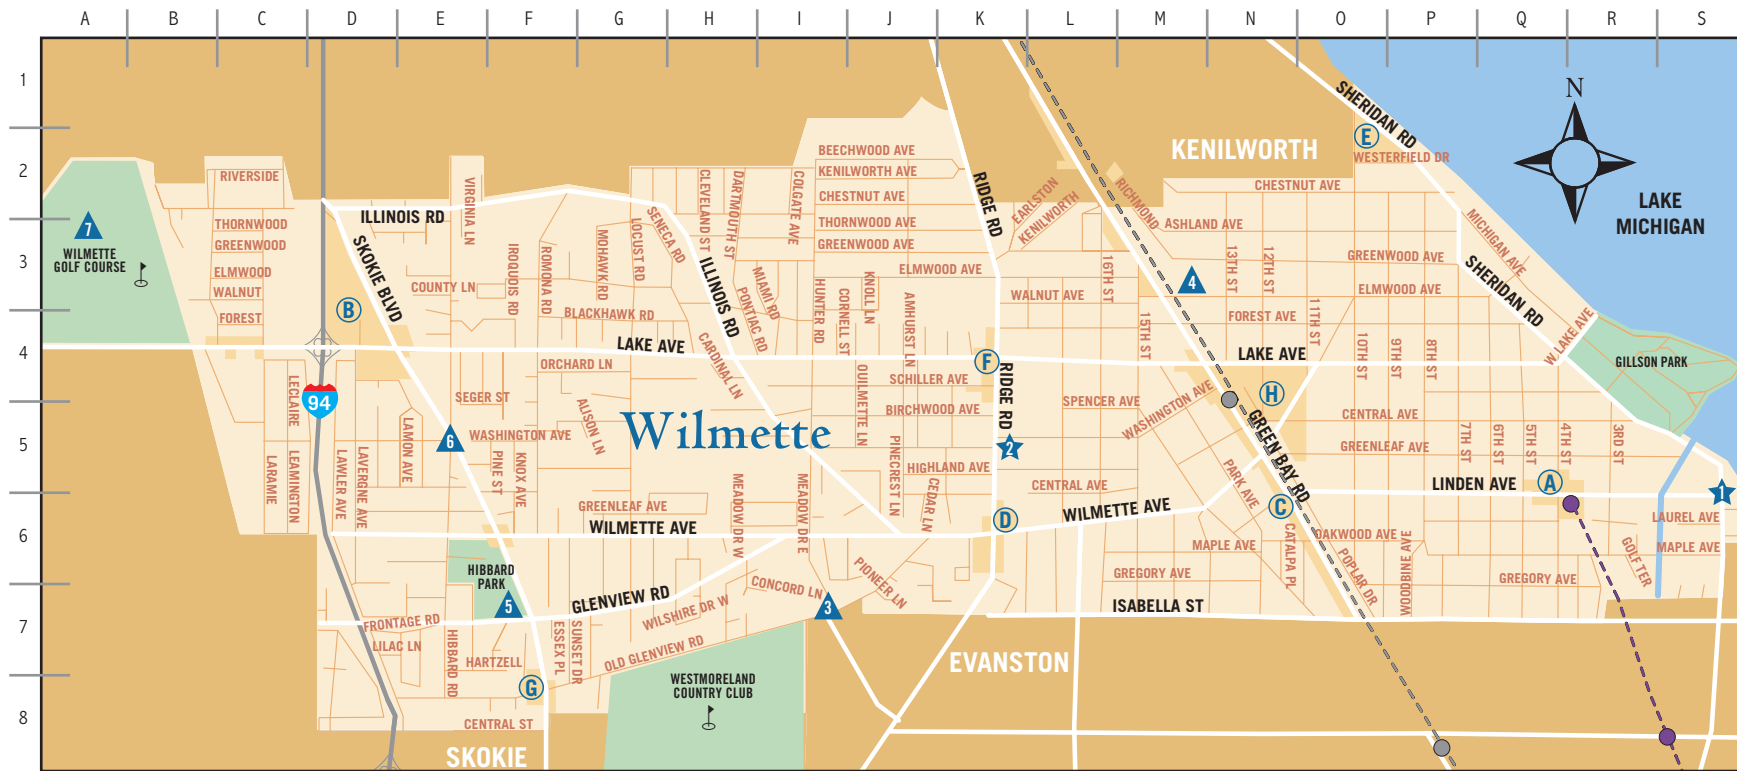 A B C D E F G H I J K L M N O P Q R S
1
2
3
4
5
6
7
8
N
LAKE
MICHIGAN
KENILWORTH
EVANSTON
SKOKIE
Wilmette
SHERIDAN RD
E
WESTERFIELD DR
BEECHWOOD AVE
KENILWORTH AVE
CHESTNUT AVE
THORNWOOD AVE
GREENWOOD AVE
ELMWOOD AVE
RIVERSIDE
THORNWOOD
GREENWOOD
ELMWOOD
WALNUT
FOREST
7
WILMETTE
GOLF COURSE
ILLINOIS RD
VIRGINIA LN
SKOKIE BLVD
COUNTY LN
B
IROQUOIS RD
ROMONA RD
MOHAWK RD
LOCUST RD
SENECA RD
CLEVELAND ST
DARTMOUTH ST
COLGATE AVE
ILLINOIS RD
MIAMI RD
PONTIAC RD
HUNTER RD
CORNELL ST
KNOLL LN
AMHURST LN
BLACKHAWK RD
RIDGE RD
EARLSTON
KENILWORTH
RICHMOND
CHESTNUT AVE
ASHLAND AVE
MICHIGAN AVE
GREENWOOD AVE
SHERIDAN RD
ELMWOOD AVE
WALNUT AVE
16TH ST
15TH ST
4
13TH ST
12TH ST
11TH ST
FOREST AVE
10TH ST
9TH ST
8TH ST
W. LAKE AVE
GILLSON PARK
LAKE AVE
LAKE AVE
ORCHARD LN
CARDINAL LN
F
RIDGE RD
SCHILLER AVE
BIRCHWOOD AVE
OUILMETTE LN
94
LECLAIRE
SEGER ST
6
WASHINGTON AVE
ALISON LN
LAMON AVE
LARAMIE
LEAMINGTON
LAWLER AVE
LAVERGNE AVE
PINE ST
KNOX AVE
SPENCER AVE
WASHINGTON AVE
H
GREEN BAY RD
CENTRAL AVE
GREENLEAF AVE
7TH ST
6TH ST
5TH ST
4TH ST
3RD ST
2
PINECREST LN
HIGHLAND AVE
CEDAR LN
CENTRAL AVE
PARK AVE
C
LINDEN AVE
A
1
MEADOW DR W
MEADOW DR E
GREENLEAF AVE
WILMETTE AVE
D
WILMETTE AVE
LAUREL AVE
MAPLE AVE
OAKWOOD AVE
MAPLE AVE
CATALPA PL
POPLAR DR
WOODBINE AVE
GOLF TER
GREGORY AVE
GREGORY AVE
HIBBARD
PARK
5
GLENVIEW RD
CONCORD LN
PIONEER LN
3
WILSHIRE DR W
ISABELLA ST
FRONTAGE RD
LILAC LN
HIBBARD RD
HARTZELL
ESSEX PL
SUNSET DR
OLD GLENVIEW RD
G
WESTMORELAND
COUNTRY CLUB
CENTRAL ST